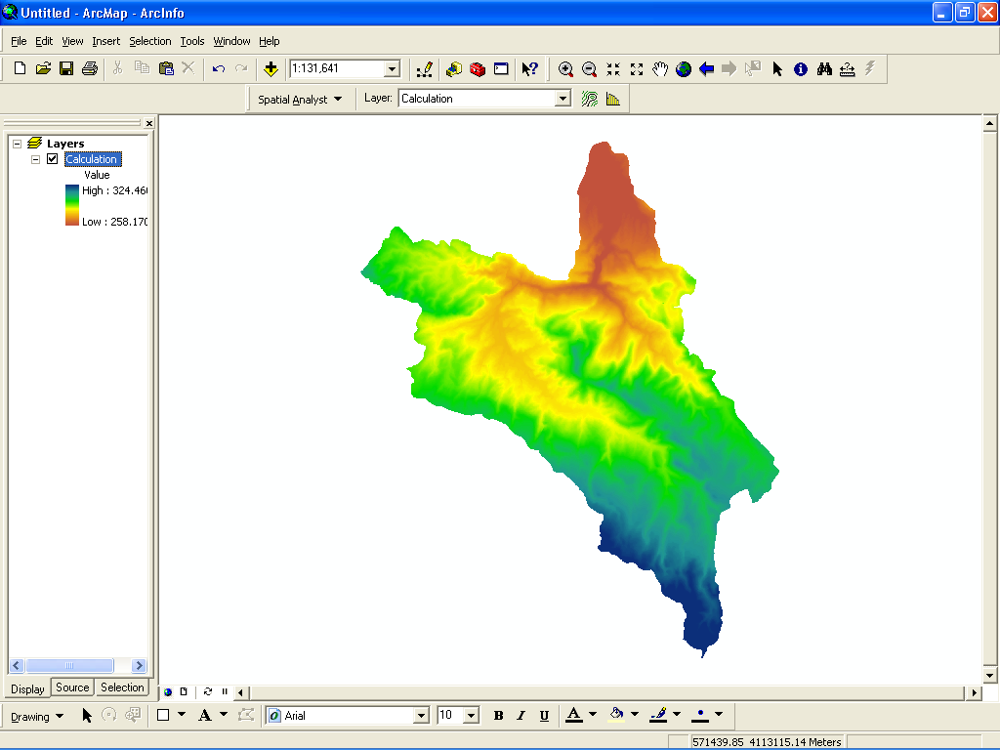 Untitled - ArcMap - ArcInfo
File Edit View Insert Selection Tools Window Help
1:131,641
Spatial Analyst Layer: Calculation
Layers
Calculation
Value
High : 324.46
Low : 258.170
Display Source Selection
Drawing A Arial 10 B I U A
571439.85 4113115.14 Meters